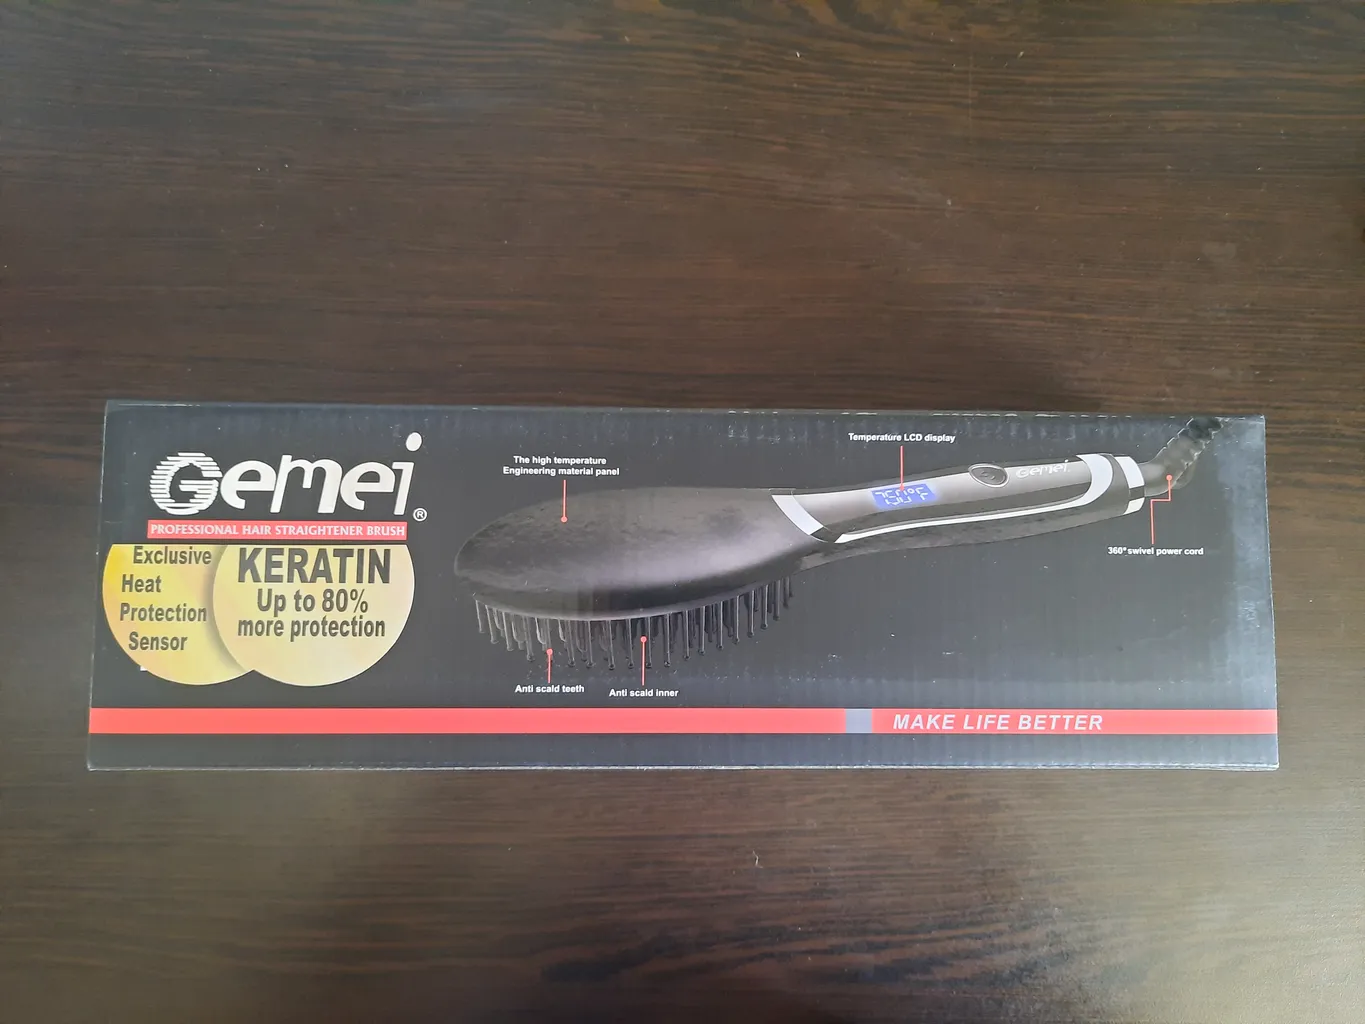 Gemei®
PROFESSIONAL HAIR STRAIGHTENER BRUSH
Exclusive
Heat
Protection
Sensor
KERATIN
Up to 80%
more protection
The high temperature
Engineering material panel
Temperature LCD display
Gemei
360° swivel power cord
Anti scald teeth
Anti scald inner
MAKE LIFE BETTER